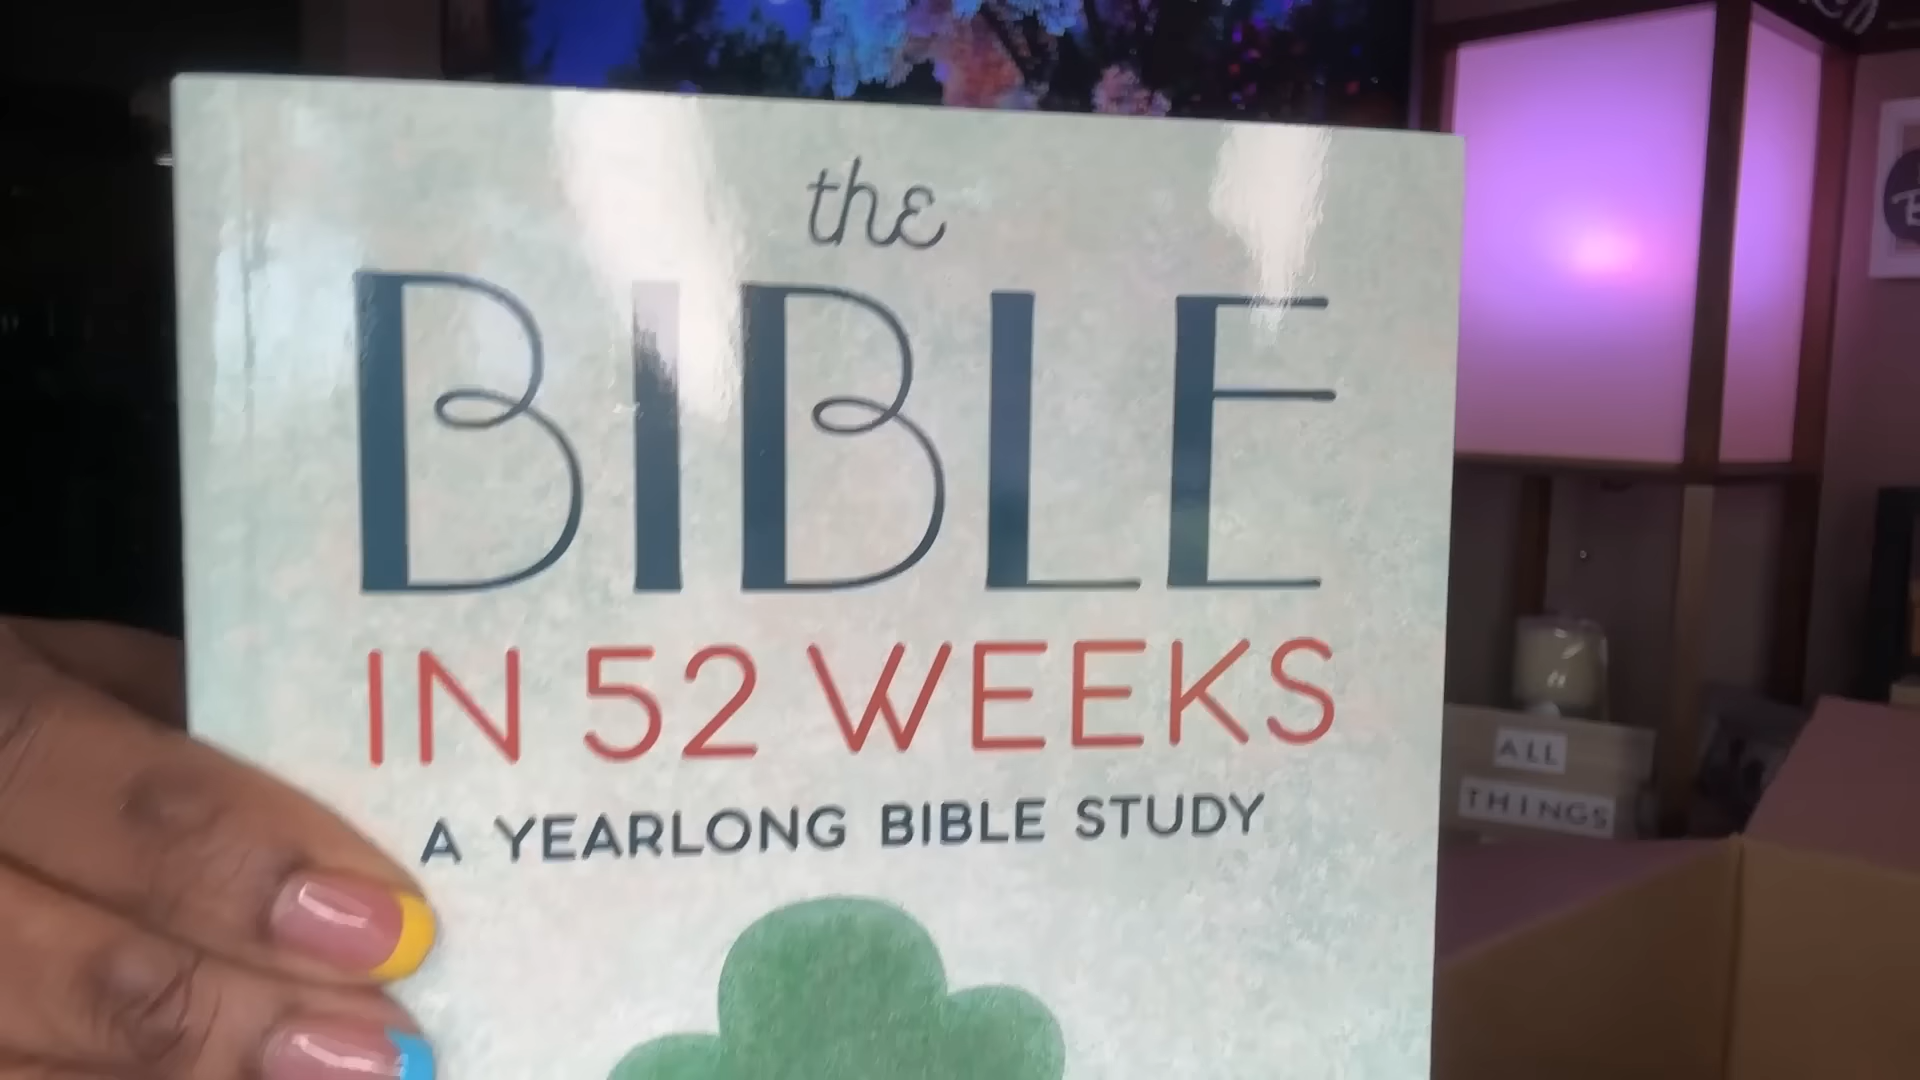 the
BIBLE
IN 52 WEEKS
A YEARLONG BIBLE STUDY
ALL
THINGS